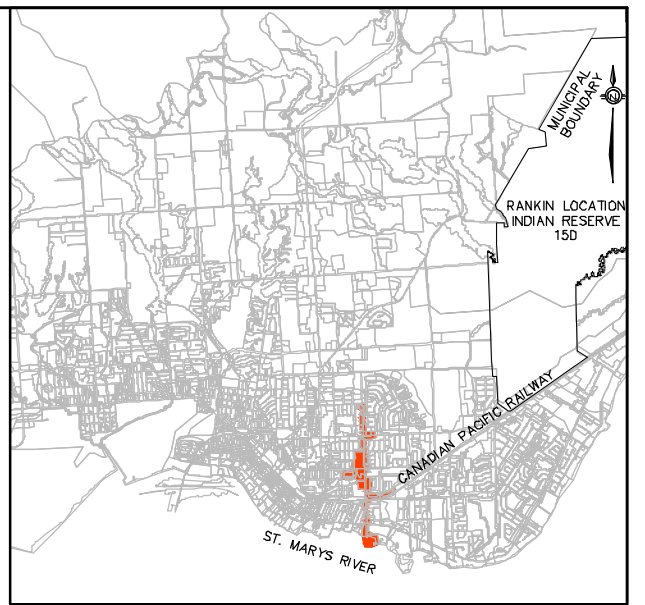 MUNICIPAL
BOUNDARY
N
RANKIN LOCATION
INDIAN RESERVE
15D
CANADIAN PACIFIC RAILWAY
ST. MARYS RIVER